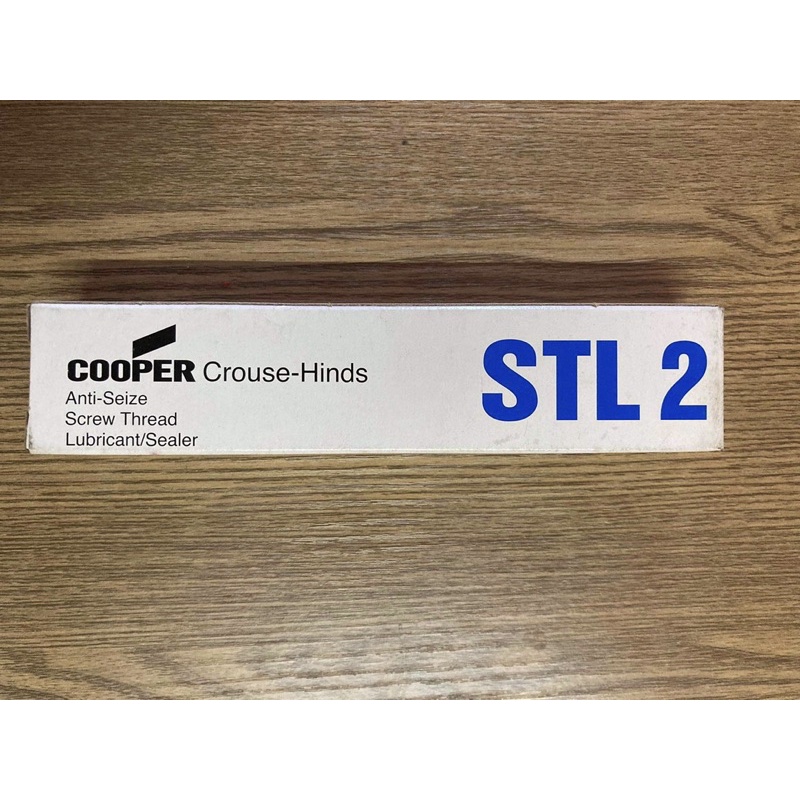 COOPER Crouse-Hinds
Anti-Seize
Screw Thread
Lubricant/Sealer
STL 2